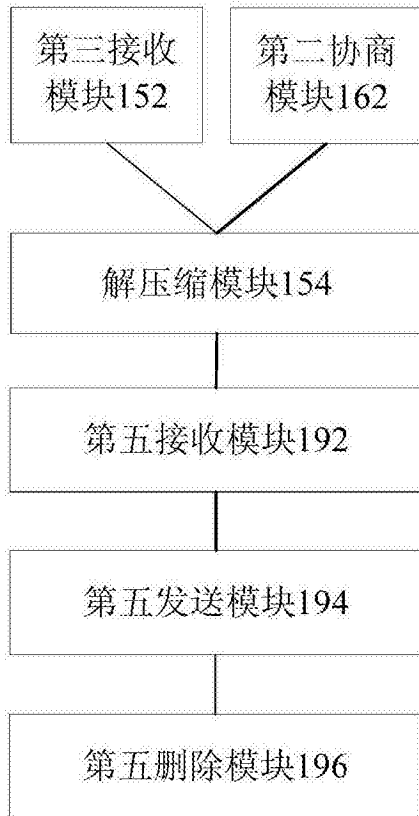 第三接收
模块152
第二协商
模块162
解压缩模块154
第五接收模块192
第五发送模块194
第五删除模块196